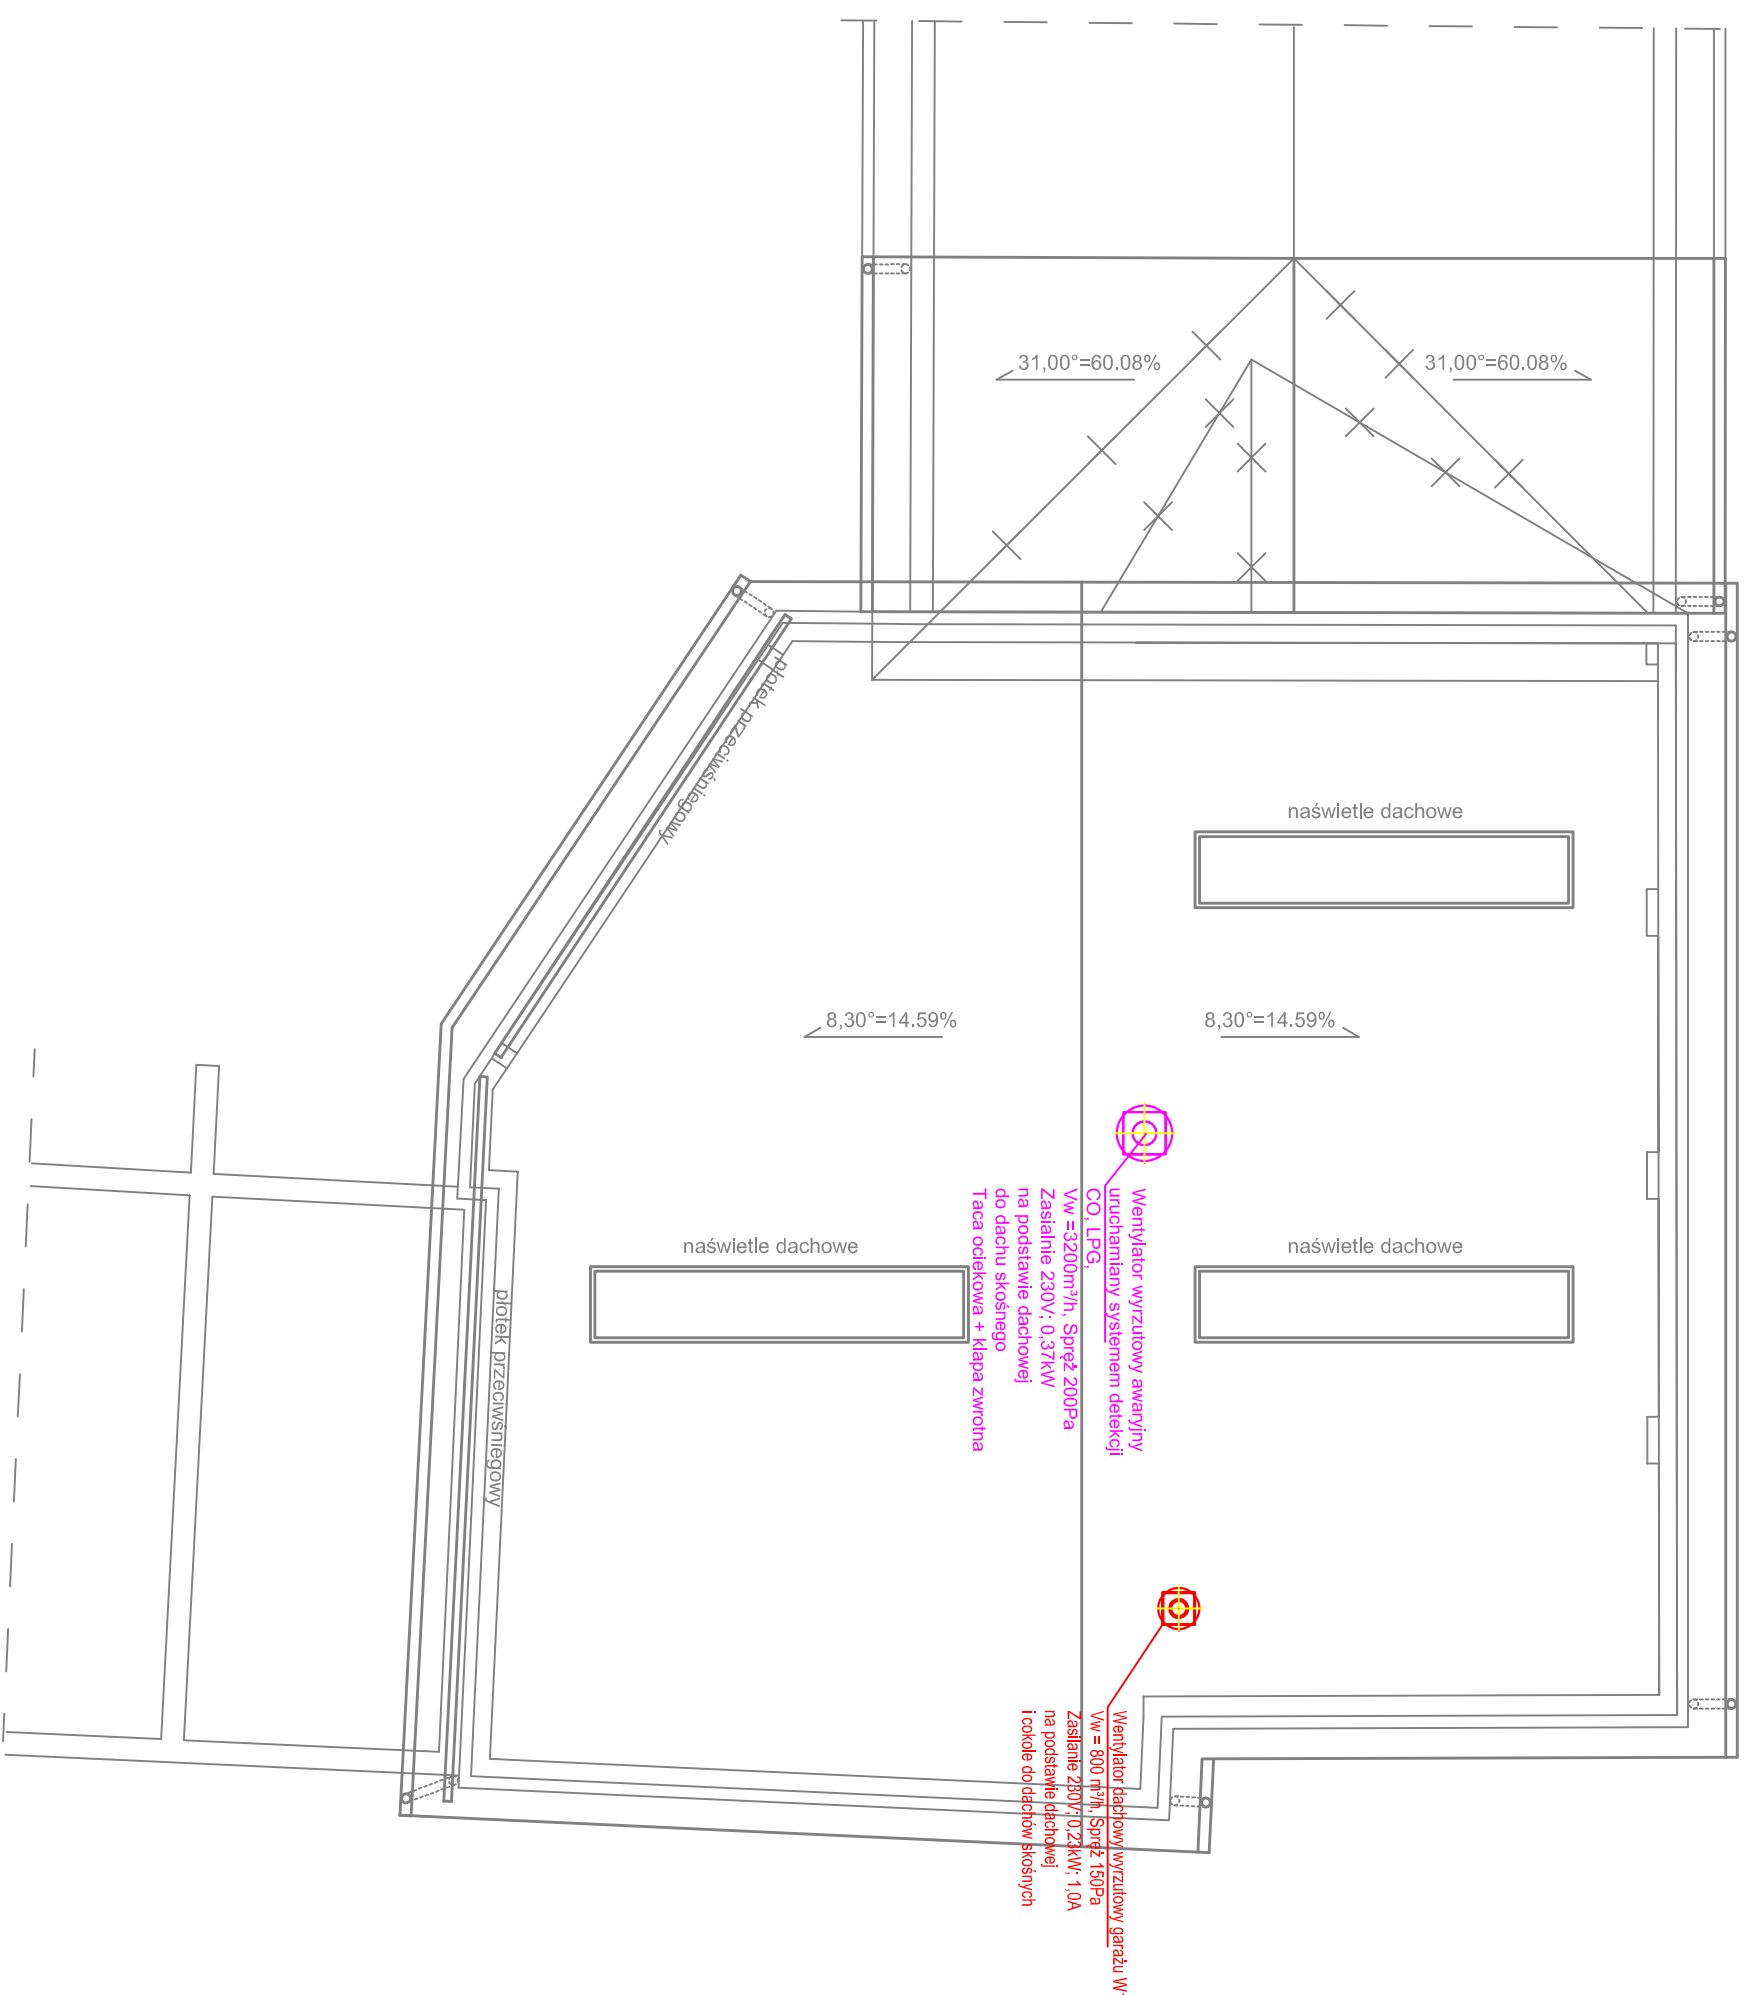 31,00°=60.08%
31,00°=60.08%
płotek przeciwśniegowy
naświetle dachowe
8,30°=14.59%
8,30°=14.59%
naświetle dachowe
naświetle dachowe
płotek przeciwśniegowy
Wentylator wyrzutowy awaryjny
uruchamiany systemem detekcji
CO, LPG,
Vw =3200m³/h, Spręż 200Pa
Zasialnie 230V; 0,37kW
na podstawie dachowej
do dachu skośnego
Taca ociekowa + klapa zwrotna
Wentylator dachowy wyrzutowy garażu
Vw = 800 m³/h, Spręż 150Pa
Zasilanie 230V; 0,23kW; 1,0A
na podstawie dachowej
i cokole do dachów skośnych